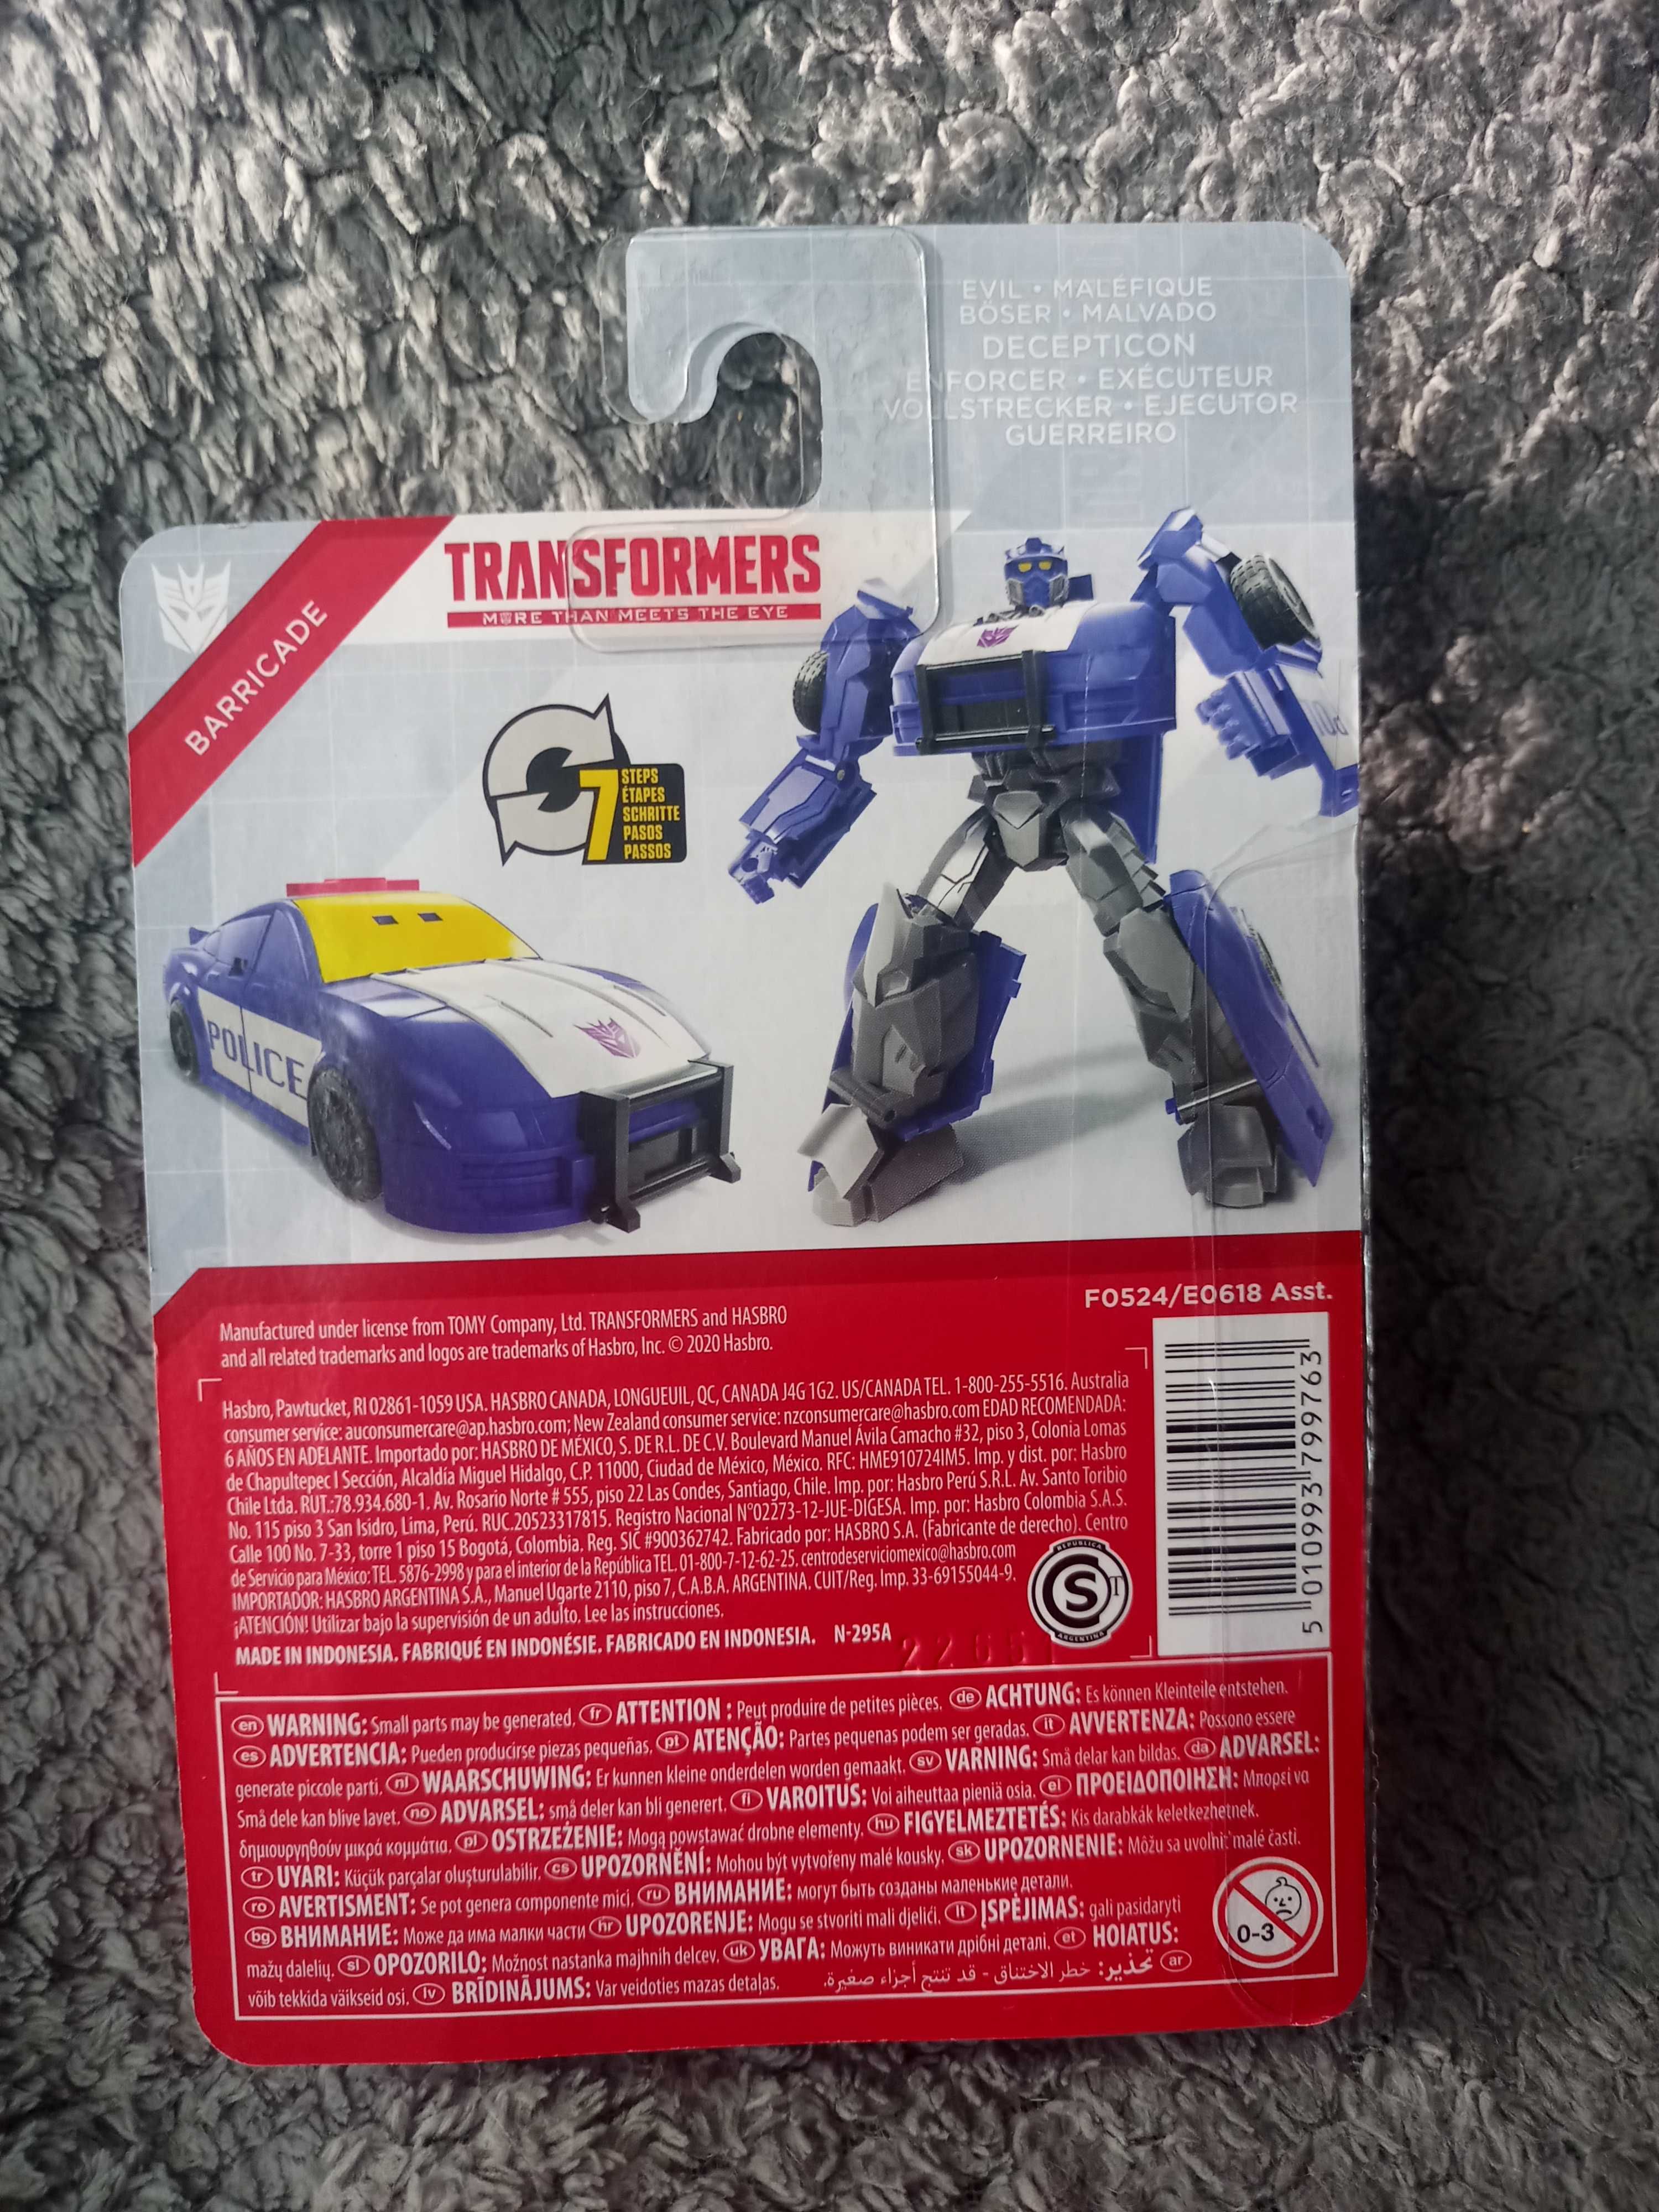 EVIL • MALÉFIQUE
BÖSER • MALVADO
DECEPTICON
ENFORCER • EXÉCUTEUR
VOLLSTRECKER • EJECUTOR
GUERREIRO
BARRICADE
TRANSFORMERS
MORE THAN MEETS THE EYE
7 STEPS
ÉTAPES
SCHRITTE
PASOS
PASSOS
POLICE
POL
F0524/E0618 Asst.
Manufactured under license from TOMY Company, Ltd. TRANSFORMERS and HASBRO
and all related trademarks and logos are trademarks of Hasbro, Inc. © 2020 Hasbro.
Hasbro, Pawtucket, RI 02861-1059 USA. HASBRO CANADA, LONGUEUIL, QC, CANADA J4G 1G2. US/CANADA TEL. 1-800-255-5516. Australia
consumer service: auconsumercare@ap.hasbro.com; New Zealand consumer service: nzconsumercare@hasbro.com EDAD RECOMENDADA:
6 AÑOS EN ADELANTE. Importado por: HASBRO DE MÉXICO, S. DE R.L. DE C.V. Boulevard Manuel Ávila Camacho #32, piso 3, Colonia Lomas
de Chapultepec I Sección, Alcaldía Miguel Hidalgo, C.P. 11000, Ciudad de México, México. RFC: HME910724IM5. Imp. y dist. por: Hasbro
Chile Ltda. RUT.:78.934.680-1. Av. Rosario Norte # 555, piso 22 Las Condes, Santiago, Chile. Imp. por: Hasbro Perú S.R.L. Av. Santo Toribio
No. 115 piso 3 San Isidro, Lima, Perú. RUC.20523317815. Registro Nacional N°02273-12-JUE-DIGESA. Imp. por: Hasbro Colombia S.A.S.
Calle 100 No. 7-33, torre 1 piso 15 Bogotá, Colombia. Reg. SIC #900362742. Fabricado por: HASBRO S.A. (Fabricante de derecho). Centro
de Servicio para México: TEL. 5876-2998 y para el interior de la República TEL. 01-800-7-12-62-25. centrodeserviciomexico@hasbro.com
IMPORTADOR: HASBRO ARGENTINA S.A., Manuel Ugarte 2110, piso 7, C.A.B.A. ARGENTINA. CUIT/Reg. Imp. 33-69155044-9.
¡ATENCIÓN! Utilizar bajo la supervisión de un adulto. Lee las instrucciones.
MADE IN INDONESIA. FABRIQUÉ EN INDONÉSIE. FABRICADO EN INDONESIA. N-295A
22661
REPUBLICA
S T
ARGENTINA
5 010993 799763
en WARNING: Small parts may be generated. fr ATTENTION : Peut produire de petites pièces. de ACHTUNG: Es können Kleinteile entstehen.
es ADVERTENCIA: Pueden producirse piezas pequeñas. pt ATENÇÃO: Partes pequenas podem ser geradas. it AVVERTENZA: Possono essere
generate piccole parti. nl WAARSCHUWING: Er kunnen kleine onderdelen worden gemaakt. sv VARNING: Små delar kan bildas. da ADVARSEL:
Små dele kan blive lavet. no ADVARSEL: små deler kan bli generert. fi VAROITUS: Voi aiheuttaa pieniä osia. el ΠΡΟΕΙΔΟΠΟΙΗΣΗ: Μπορεί να
δημιουργηθούν μικρά κομμάτια. pl OSTRZEŻENIE: Mogą powstawać drobne elementy. hu FIGYELMEZTETÉS: Kis darabkák keletkezhetnek.
tr UYARI: Küçük parçalar oluşturulabilir. cs UPOZORNĚNÍ: Mohou být vytvořeny malé kousky. sk UPOZORNENIE: Môžu sa uvoľniť malé časti.
ro AVERTISMENT: Se pot genera componente mici. ru ВНИМАНИЕ: могут быть созданы маленькие детали.
bg ВНИМАНИЕ: Може да има малки части hr UPOZORENJE: Mogu se stvoriti mali djelići. lt ĮSPĖJIMAS: gali pasidaryti
mažų dalelių. sl OPOZORILO: Možnost nastanka majhnih delcev. uk УВАГА: Можуть виникати дрібні деталі. et HOIATUS:
võib tekkida väikseid osi. lv BRĪDINĀJUMS: Var veidoties mazas detaļas. ar تحذير: خطر الاختناق - قد تنتج أجزاء صغيرة.
0-3